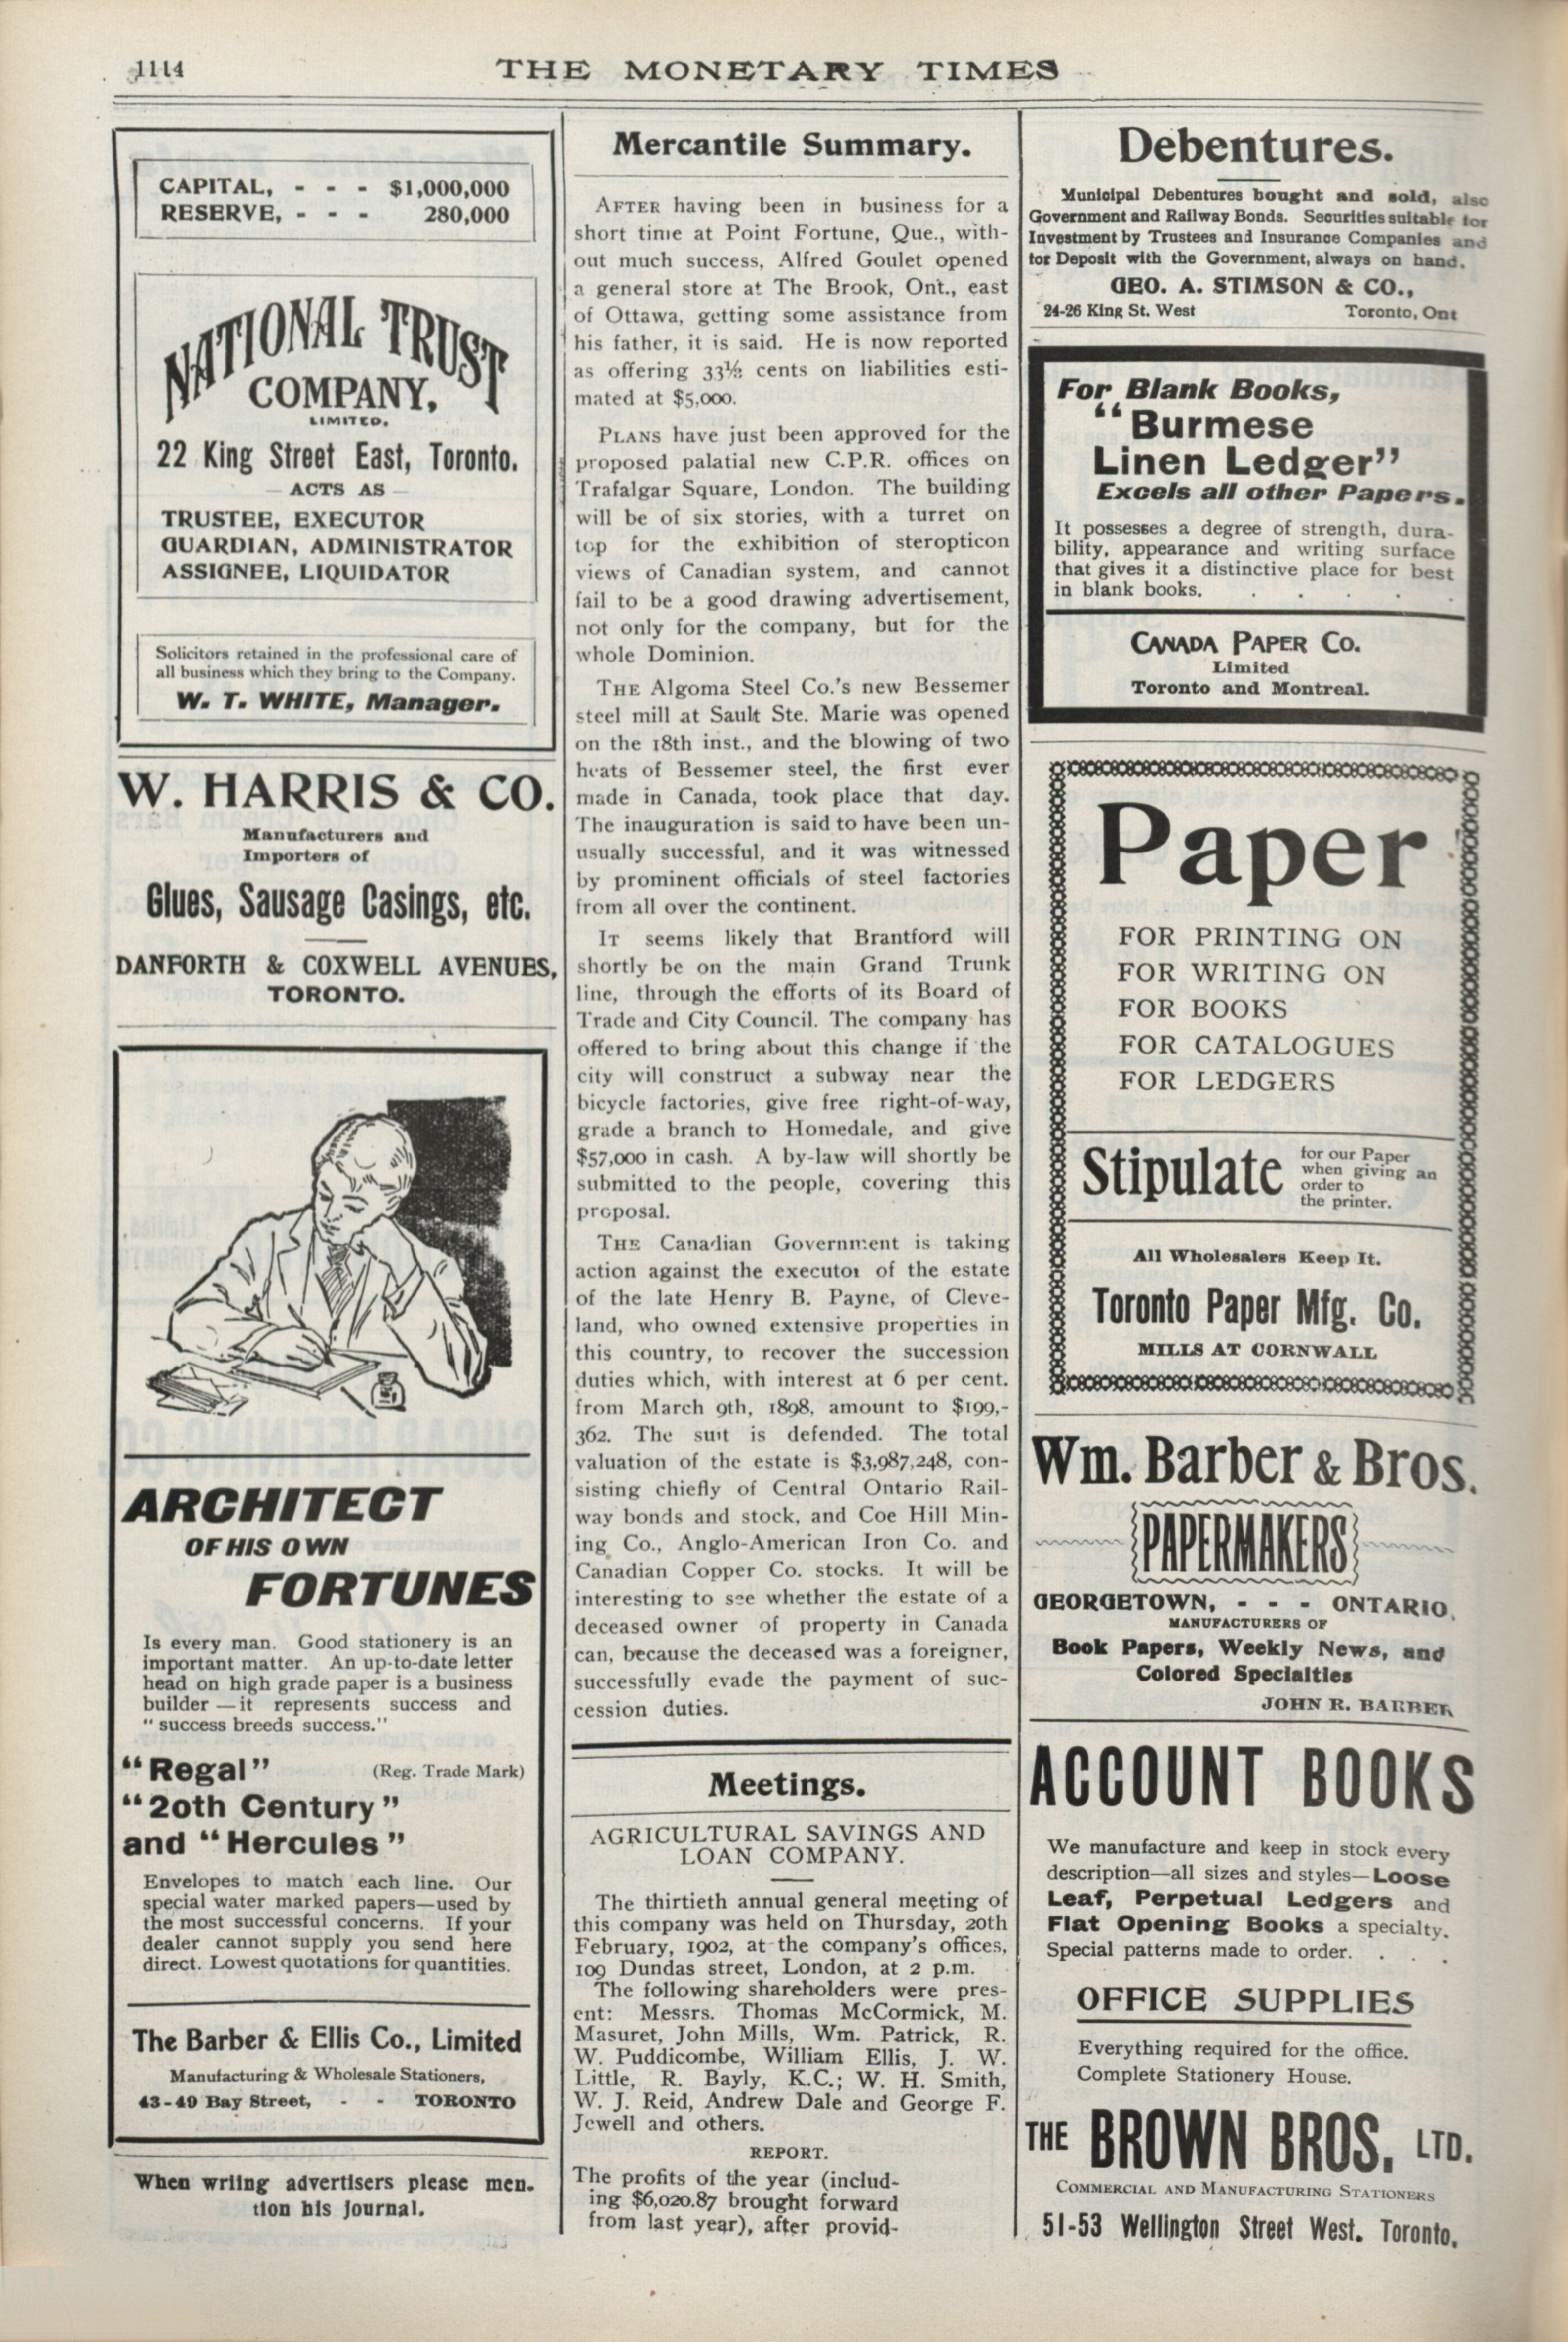 1114
THE MONETARY TIMES
CAPITAL, - - - $1,000,000
RESERVE, - - - 280,000
NATIONAL TRUST
COMPANY,
LIMITED.
22 King Street East, Toronto.
ACTS AS
TRUSTEE, EXECUTOR
GUARDIAN, ADMINISTRATOR
ASSIGNEE, LIQUIDATOR
Solicitors retained in the professional care of
all business which they bring to the Company.
W. T. WHITE, Manager.
W. HARRIS & CO.
Manufacturers and
Importers of
Glues, Sausage Casings, etc.
DANFORTH & COXWELL AVENUES,
TORONTO.
ARCHITECT
OF HIS OWN
FORTUNES
Is every man. Good stationery is an
important matter. An up-to-date letter
head on high grade paper is a business
builder — it represents success and
"success breeds success."
"Regal" (Reg. Trade Mark)
"20th Century"
and "Hercules"
Envelopes to match each line. Our
special water marked papers—used by
the most successful concerns. If your
dealer cannot supply you send here
direct. Lowest quotations for quantities.
The Barber & Ellis Co., Limited
Manufacturing & Wholesale Stationers,
43-49 Bay Street, - - TORONTO
When wriing advertisers please men-
tion his journal.
Mercantile Summary.
AFTER having been in business for a
short time at Point Fortune, Que., with-
out much success, Alfred Goulet opened
a general store at The Brook, Ont., east
of Ottawa, getting some assistance from
his father, it is said. He is now reported
as offering 33⅓ cents on liabilities esti-
mated at $5,000.
PLANS have just been approved for the
proposed palatial new C.P.R. offices on
Trafalgar Square, London. The building
will be of six stories, with a turret on
top for the exhibition of steropticon
views of Canadian system, and cannot
fail to be a good drawing advertisement,
not only for the company, but for the
whole Dominion.
THE Algoma Steel Co.'s new Bessemer
steel mill at Sault Ste. Marie was opened
on the 18th inst., and the blowing of two
heats of Bessemer steel, the first ever
made in Canada, took place that day.
The inauguration is said to have been un-
usually successful, and it was witnessed
by prominent officials of steel factories
from all over the continent.
IT seems likely that Brantford will
shortly be on the main Grand Trunk
line, through the efforts of its Board of
Trade and City Council. The company has
offered to bring about this change if the
city will construct a subway near the
bicycle factories, give free right-of-way,
grade a branch to Homedale, and give
$57,000 in cash. A by-law will shortly be
submitted to the people, covering this
proposal.
THE Canadian Government is taking
action against the executor of the estate
of the late Henry B. Payne, of Cleve-
land, who owned extensive properties in
this country, to recover the succession
duties which, with interest at 6 per cent.
from March 9th, 1898, amount to $199,-
362. The suit is defended. The total
valuation of the estate is $3,987,248, con-
sisting chiefly of Central Ontario Rail-
way bonds and stock, and Coe Hill Min-
ing Co., Anglo-American Iron Co. and
Canadian Copper Co. stocks. It will be
interesting to see whether the estate of a
deceased owner of property in Canada
can, because the deceased was a foreigner,
successfully evade the payment of suc-
cession duties.
Meetings.
AGRICULTURAL SAVINGS AND
LOAN COMPANY.
The thirtieth annual general meeting of
this company was held on Thursday, 20th
February, 1902, at the company's offices,
109 Dundas street, London, at 2 p.m.
The following shareholders were pres-
ent: Messrs. Thomas McCormick, M.
Masuret, John Mills, Wm. Patrick, R.
W. Puddicombe, William Ellis, J. W.
Little, R. Bayly, K.C.; W. H. Smith,
W. J. Reid, Andrew Dale and George F.
Jewell and others.
REPORT.
The profits of the year (includ-
ing $6,020.87 brought forward
from last year), after provid-
Debentures.
Municipal Debentures bought and sold, also
Government and Railway Bonds. Securities suitable for
Investment by Trustees and Insurance Companies and
for Deposit with the Government, always on hand.
GEO. A. STIMSON & CO.,
24-26 King St. West Toronto, Ont
For Blank Books,
"Burmese
Linen Ledger"
Excels all other Papers.
It possesses a degree of strength, dura-
bility, appearance and writing surface
that gives it a distinctive place for best
in blank books. . . . . .
CANADA PAPER CO.
Limited
Toronto and Montreal.
Paper
FOR PRINTING ON
FOR WRITING ON
FOR BOOKS
FOR CATALOGUES
FOR LEDGERS
Stipulate
for our Paper
when giving an
order to
the printer.
All Wholesalers Keep It.
Toronto Paper Mfg. Co.
MILLS AT CORNWALL
Wm. Barber & Bros.
PAPERMAKERS
GEORGETOWN, - - - ONTARIO,
MANUFACTURERS OF
Book Papers, Weekly News, and
Colored Specialties
JOHN R. BARBER
ACCOUNT BOOKS
We manufacture and keep in stock every
description—all sizes and styles—Loose
Leaf, Perpetual Ledgers and
Flat Opening Books a specialty.
Special patterns made to order. . . .
OFFICE SUPPLIES
Everything required for the office.
Complete Stationery House.
THE BROWN BROS. LTD.
COMMERCIAL AND MANUFACTURING STATIONERS
51-53 Wellington Street West. Toronto.